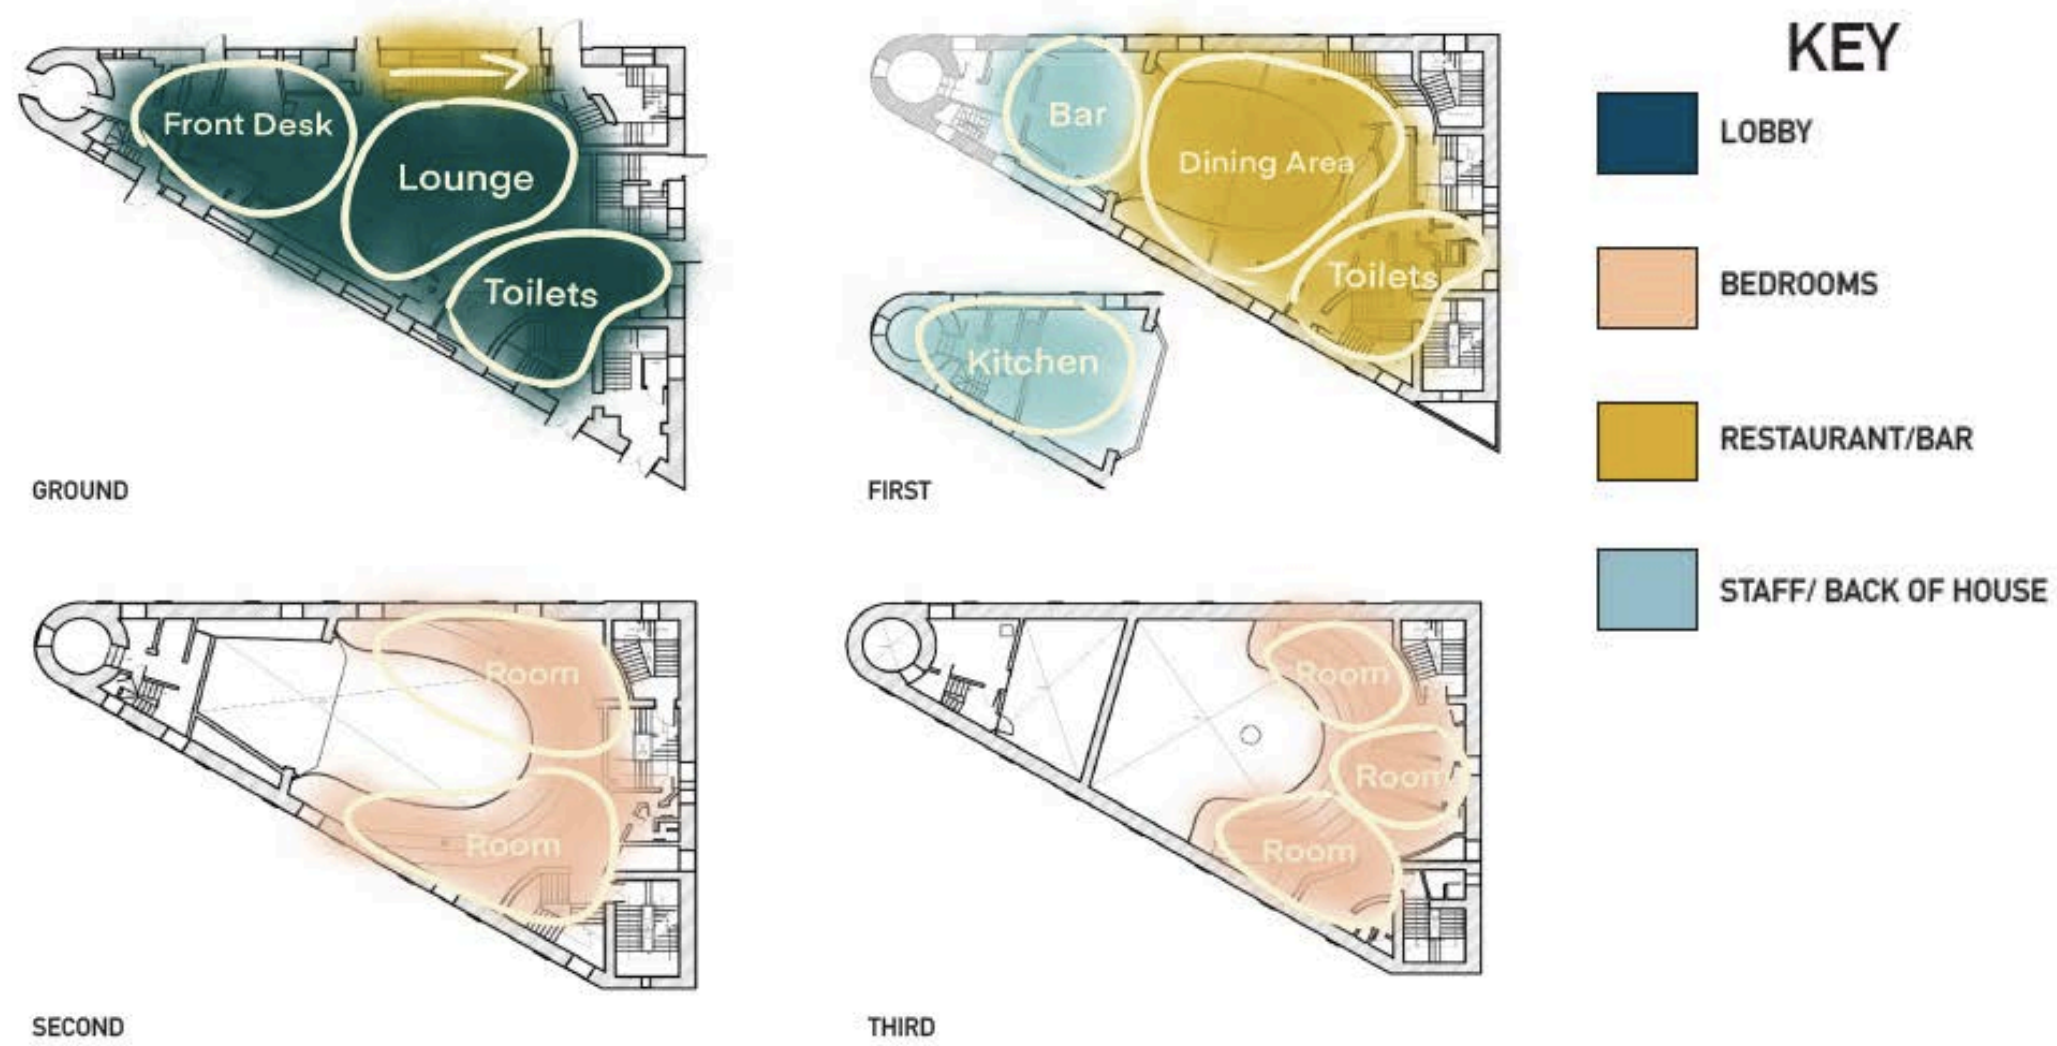 Front Desk
Lounge
Toilets
GROUND
Bar
Dining Area
Toilets
Kitchen
FIRST
Room
Room
SECOND
Room
Room
Room
THIRD
KEY
LOBBY
BEDROOMS
RESTAURANT/BAR
STAFF/ BACK OF HOUSE